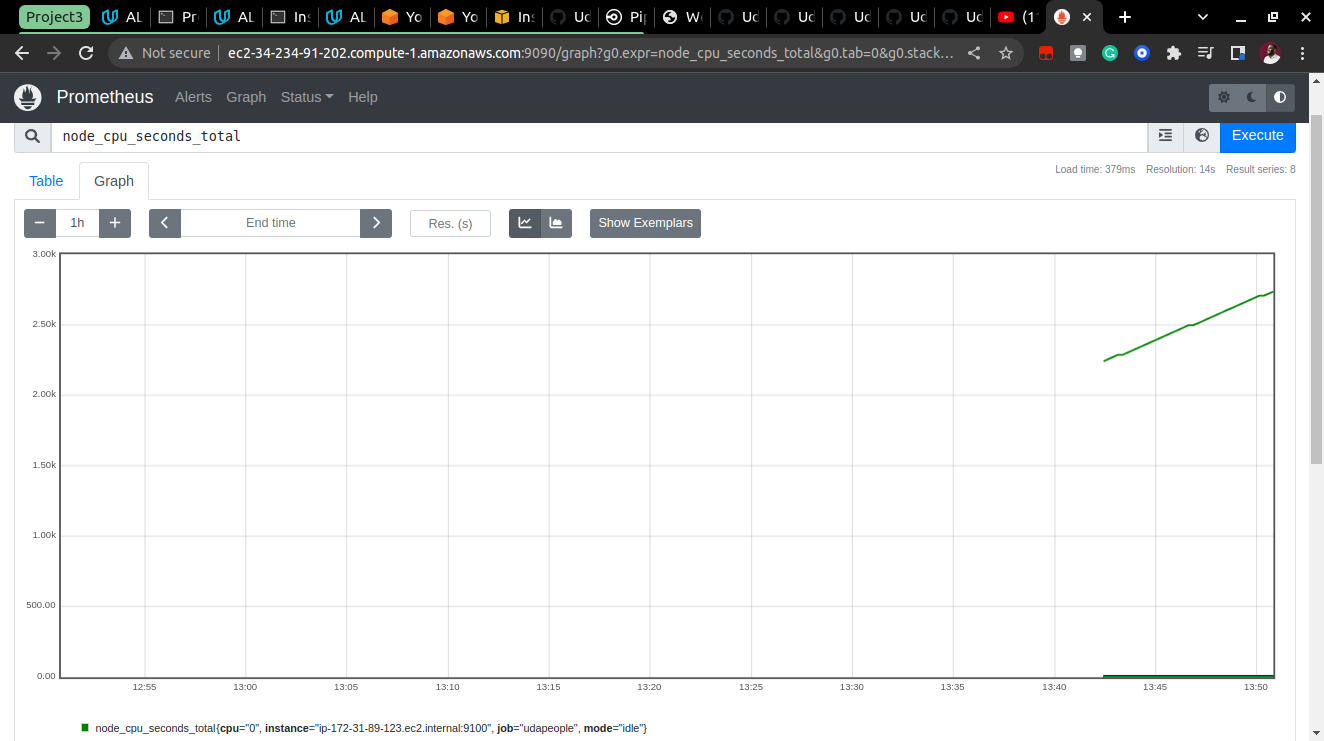 Project3
AL
Pr
AL
Ins
AL
Yo
Yo
Ins
Ud
Pip
We
Ud
Ud
Ud
Ud
(1
Not secure
ec2-34-234-91-202.compute-1.amazonaws.com:9090/graph?g0.expr=node_cpu_seconds_total&g0.tab=0&g0.stack…
Prometheus
Alerts
Graph
Status
Help
node_cpu_seconds_total
Execute
Table
Graph
Load time: 379ms Resolution: 14s Result series: 8
1h
End time
Res. (s)
Show Exemplars
3.00k
2.50k
2.00k
1.50k
1.00k
500.00
0.00
12:55 13:00 13:05 13:10 13:15 13:20 13:25 13:30 13:35 13:40 13:45 13:50
node_cpu_seconds_total{cpu="0", instance="ip-172-31-89-123.ec2.internal:9100", job="udapeople", mode="idle"}